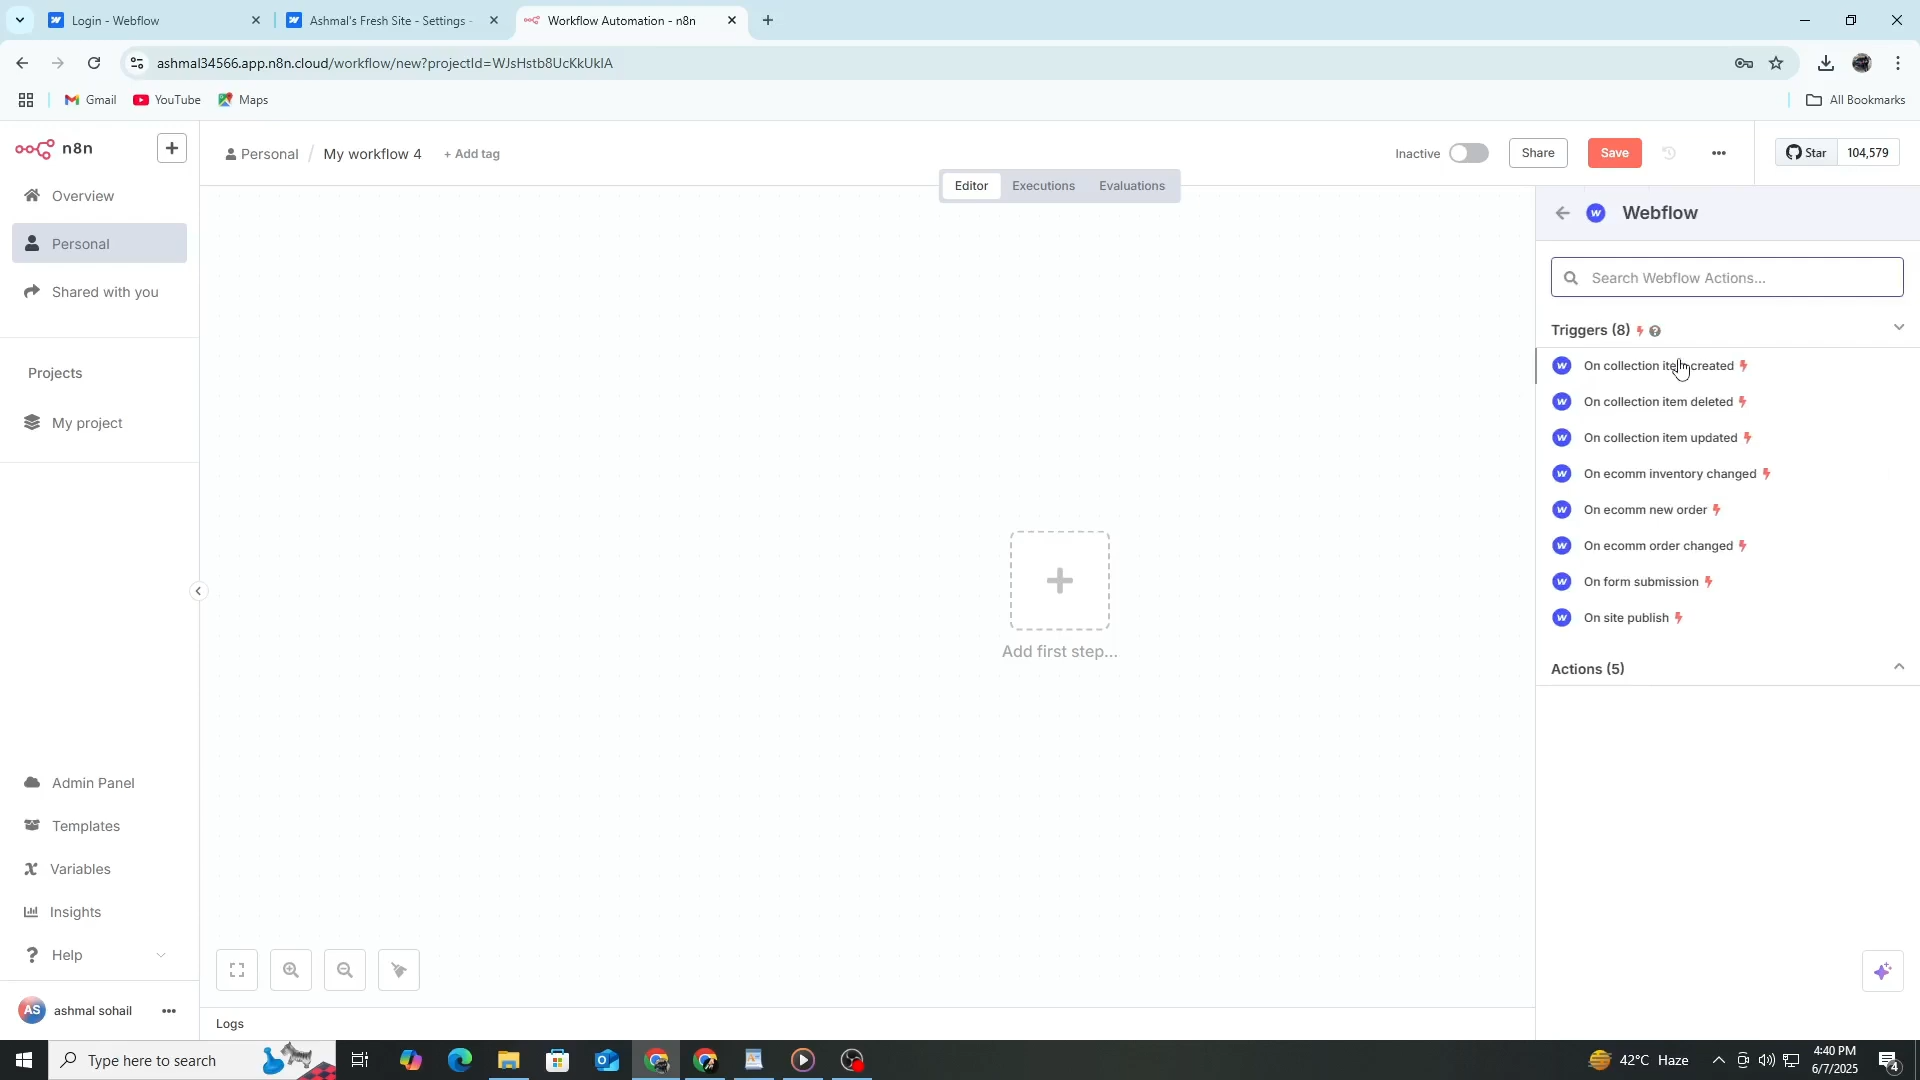 Login - Webflow
Ashmal's Fresh Site - Settings -
Workflow Automation - n8n
ashmal34566.app.n8n.cloud/workflow/new?projectId=WJsHstb8UcKkUkIA
Gmail
YouTube
Maps
All Bookmarks
n8n
Personal / My workflow 4
+ Add tag
Inactive
Share
Save
Star
104,579
Editor
Executions
Evaluations
Overview
Personal
Shared with you
Projects
My project
Admin Panel
Templates
Variables
Insights
Help
AS
ashmal sohail
Add first step...
Logs
Webflow
Search Webflow Actions...
Triggers (8)
On collection item created
On collection item deleted
On collection item updated
On ecomm inventory changed
On ecomm new order
On ecomm order changed
On form submission
On site publish
Actions (5)
Type here to search
42°C Haze
4:40 PM
6/7/2025
4